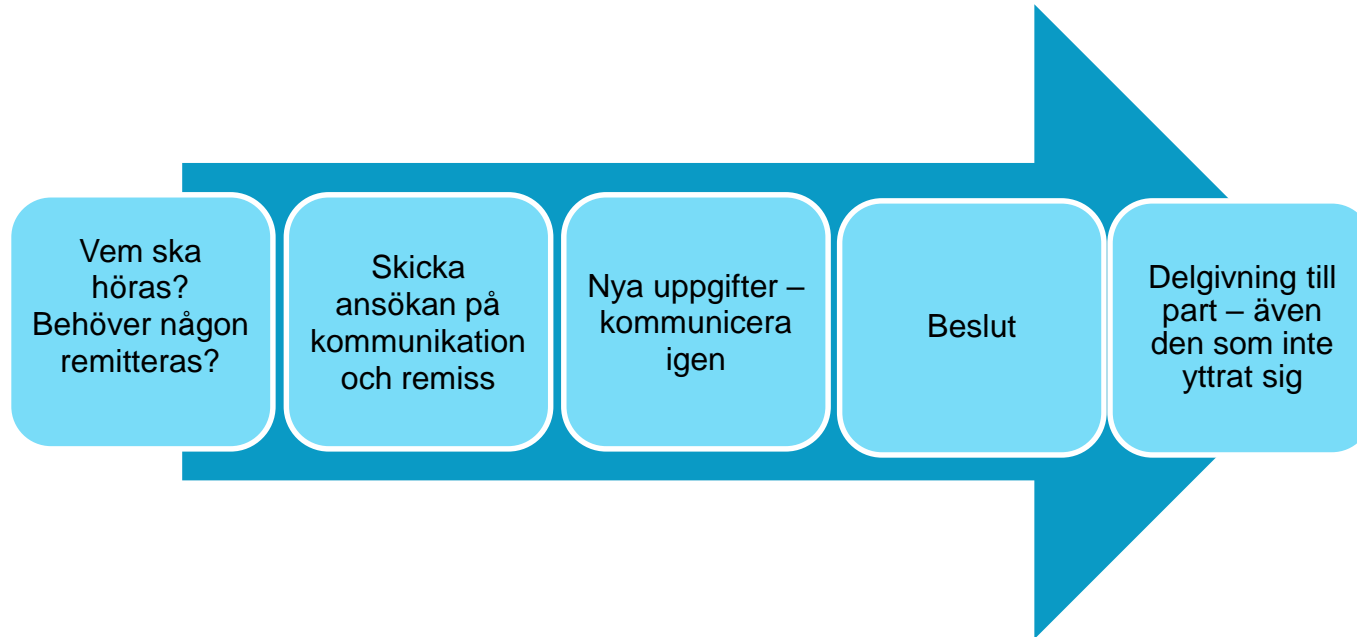 Vem ska
höras?
Behöver någon
remitteras?
Skicka
ansökan på
kommunikation
och remiss
Nya uppgifter –
kommunicera
igen
Beslut
Delgivning till
part – även
den som inte
yttrat sig